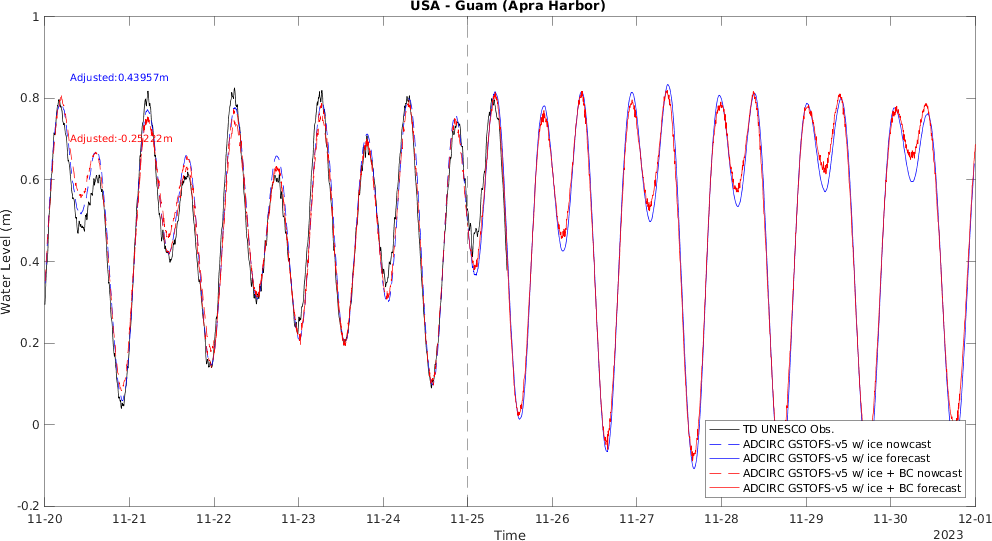 USA - Guam (Apra Harbor)
1
0.8
0.6
0.4
0.2
0
-0.2
Water Level (m)
Adjusted:0.43957m
Adjusted:-0.25222m
TD UNESCO Obs.
ADCIRC GSTOFS-v5 w/ ice nowcast
ADCIRC GSTOFS-v5 w/ ice forecast
ADCIRC GSTOFS-v5 w/ ice + BC nowcast
ADCIRC GSTOFS-v5 w/ ice + BC forecast
11-20 11-21 11-22 11-23 11-24 11-25 11-26 11-27 11-28 11-29 11-30 12-01
Time
2023